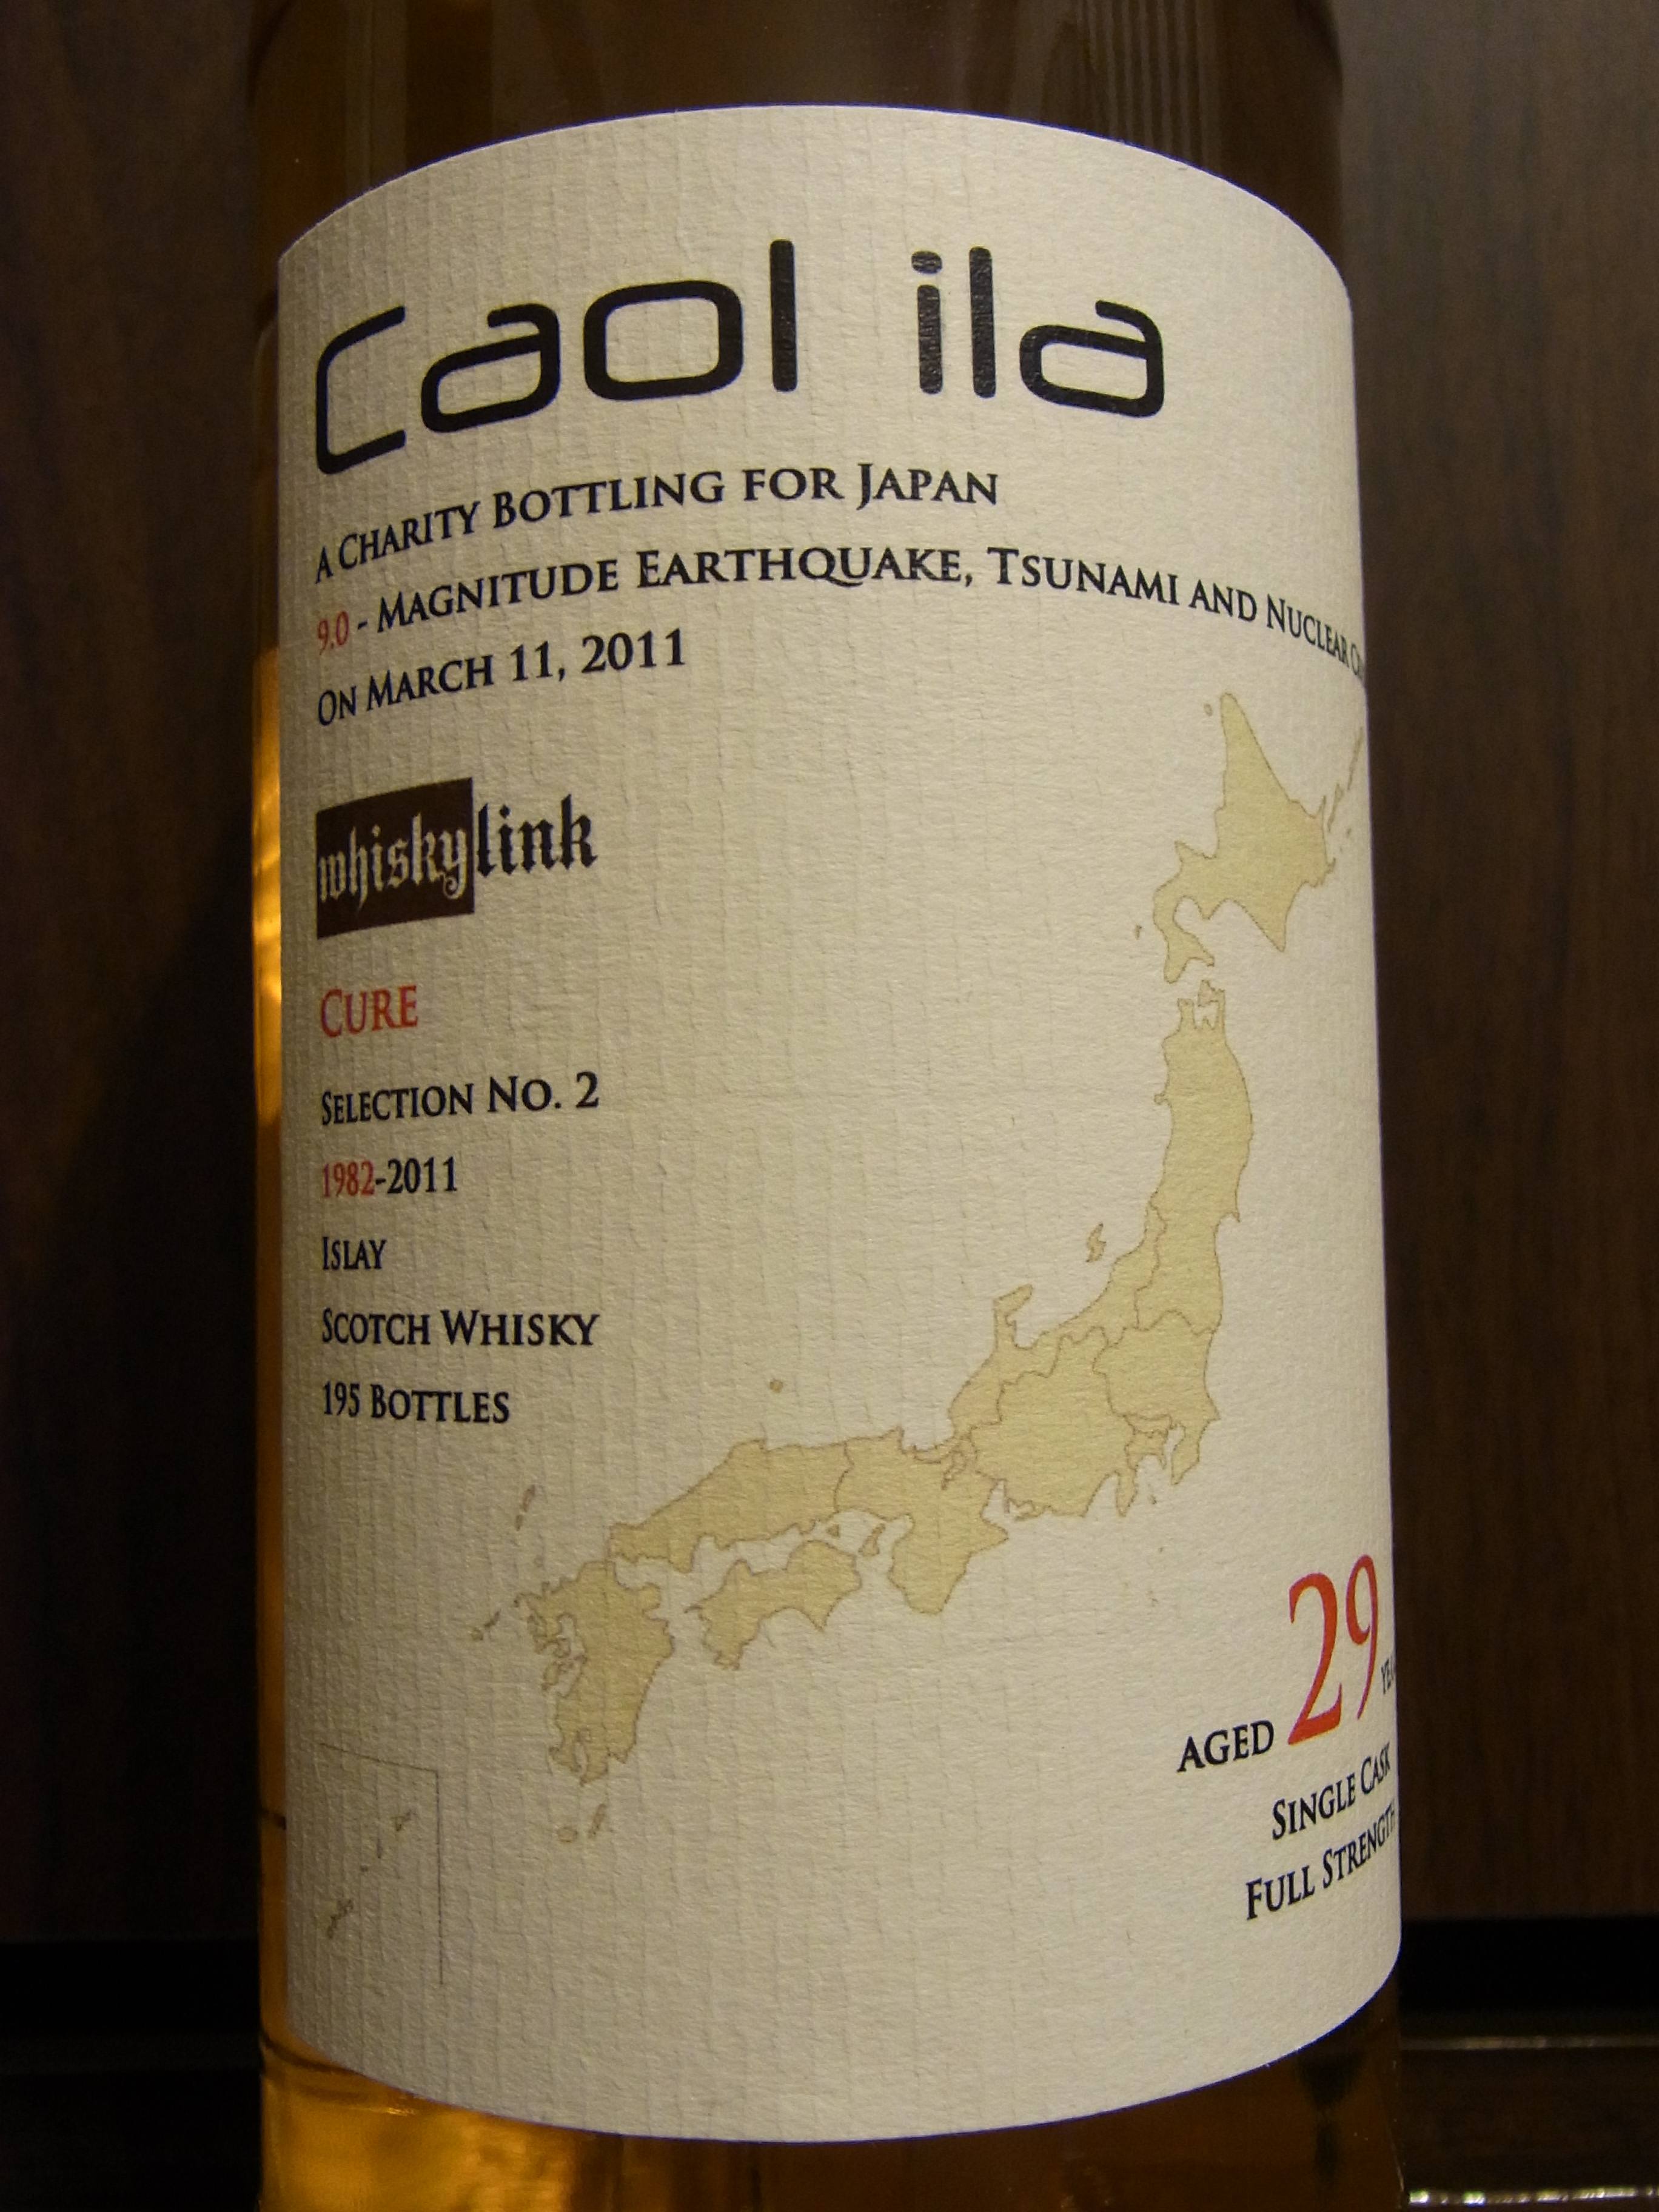 Caol ila
A Charity Bottling for Japan
9.0 - Magnitude Earthquake, Tsunami and Nuclear
on March 11, 2011
whiskylink
Cure
Selection No. 2
1982-2011
Islay
Scotch Whisky
195 Bottles
aged 29
Single Cask
Full Strength